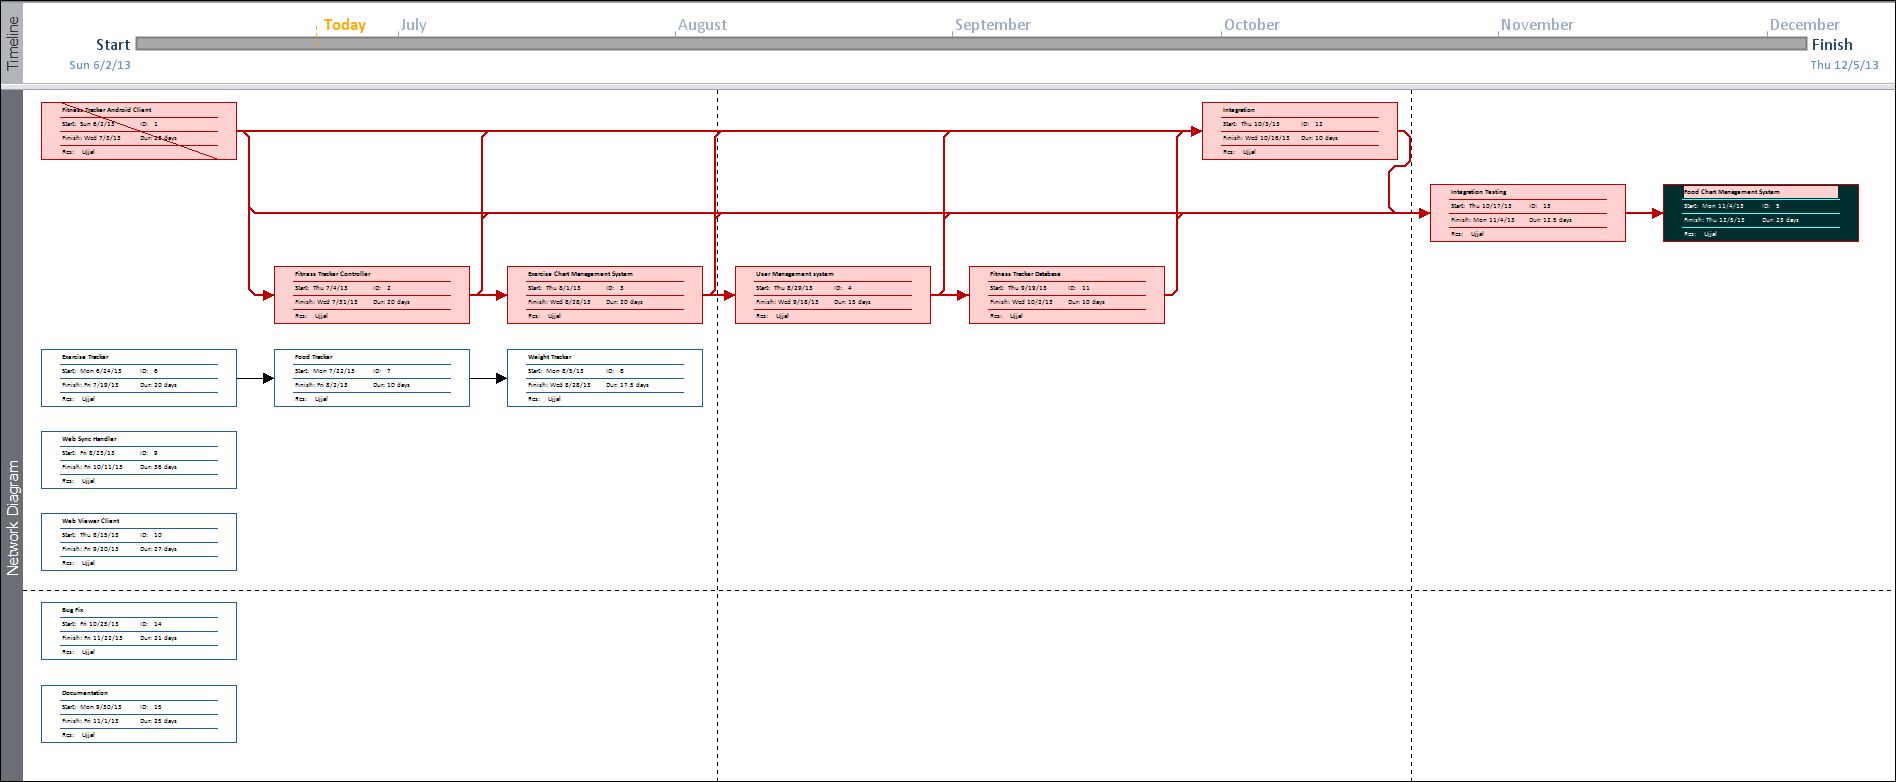 Timeline
Today
July
August
September
October
November
December
Start
Sun 6/2/13
Finish
Thu 12/5/13
Network Diagram
Fitness Tracker Android Client
Start: Sun 6/2/13 ID: 1
Finish: Wed 7/3/13 Dur: 23 days
Res: Ujjal
Integration
Start: Thu 10/3/13 ID: 12
Finish: Wed 10/16/13 Dur: 10 days
Res: Ujjal
Integration Testing
Start: Thu 10/17/13 ID: 13
Finish: Mon 11/4/13 Dur: 12.5 days
Res: Ujjal
Food Chart Management System
Start: Mon 11/4/13 ID: 5
Finish: Thu 12/5/13 Dur: 23 days
Res: Ujjal
Fitness Tracker Controller
Start: Thu 7/4/13 ID: 2
Finish: Wed 7/31/13 Dur: 20 days
Res: Ujjal
Exercise Chart Management System
Start: Thu 8/1/13 ID: 3
Finish: Wed 8/28/13 Dur: 20 days
Res: Ujjal
User Management system
Start: Thu 8/29/13 ID: 4
Finish: Wed 9/18/13 Dur: 15 days
Res: Ujjal
Fitness Tracker Database
Start: Thu 9/19/13 ID: 11
Finish: Wed 10/2/13 Dur: 10 days
Res: Ujjal
Exercise Tracker
Start: Mon 6/24/13 ID: 6
Finish: Fri 7/19/13 Dur: 20 days
Res: Ujjal
Food Tracker
Start: Mon 7/22/13 ID: 7
Finish: Fri 8/2/13 Dur: 10 days
Res: Ujjal
Weight Tracker
Start: Mon 8/5/13 ID: 8
Finish: Wed 8/28/13 Dur: 17.5 days
Res: Ujjal
Web Sync Handler
Start: Fri 8/23/13 ID: 9
Finish: Fri 10/11/13 Dur: 36 days
Res: Ujjal
Web Viewer Client
Start: Thu 8/15/13 ID: 10
Finish: Fri 9/20/13 Dur: 27 days
Res: Ujjal
Bug Fix
Start: Fri 10/25/13 ID: 14
Finish: Fri 11/22/13 Dur: 21 days
Res: Ujjal
Documentation
Start: Mon 9/30/13 ID: 15
Finish: Fri 11/1/13 Dur: 25 days
Res: Ujjal